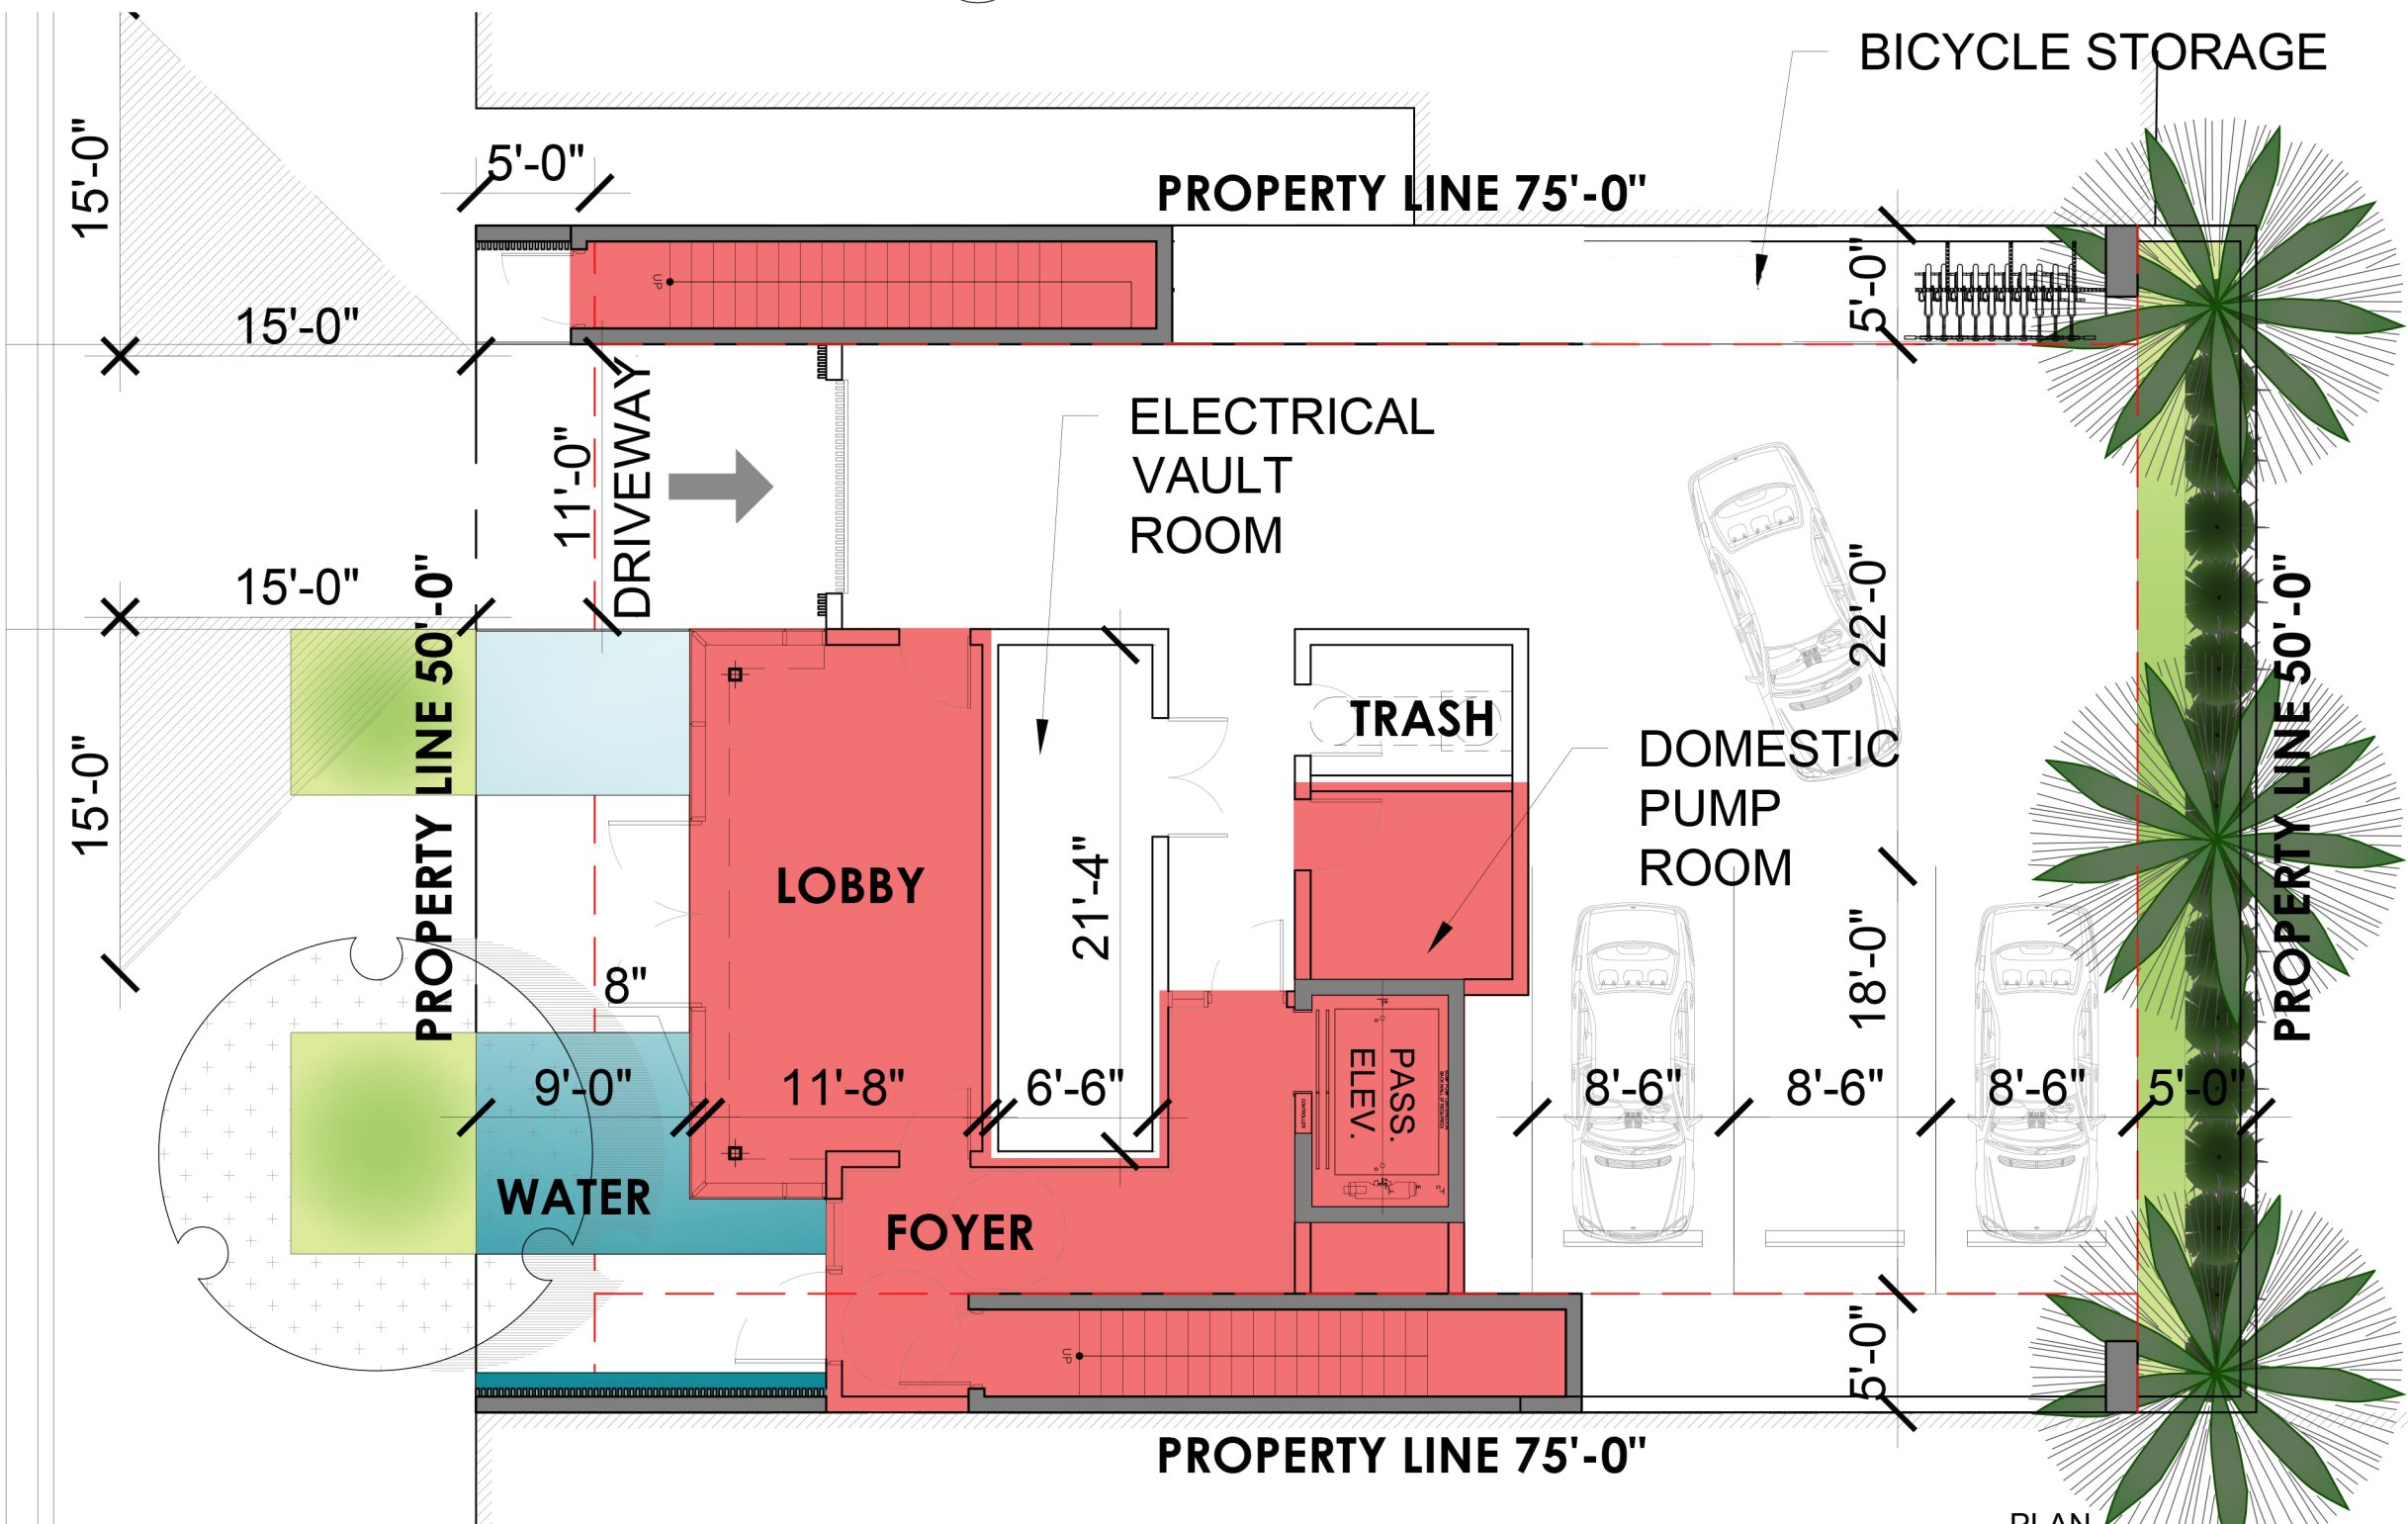 BICYCLE STORAGE
15'-0"
5'-0"
PROPERTY LINE 75'-0"
5'-0"
UP
15'-0"
DRIVEWAY
11'-0"
ELECTRICAL
VAULT
ROOM
15'-0"
PROPERTY LINE 50'-0"
22'-0"
PROPERTY LINE 50'-0"
TRASH
DOMESTIC
PUMP
ROOM
15'-0"
LOBBY
21'-4"
8"
18'-0"
9'-0"
11'-8"
6'-6"
PASS.
ELEV.
8'-6"
8'-6"
8'-6"
5'-0"
WATER
FOYER
UP
5'-0"
PROPERTY LINE 75'-0"
PLAN